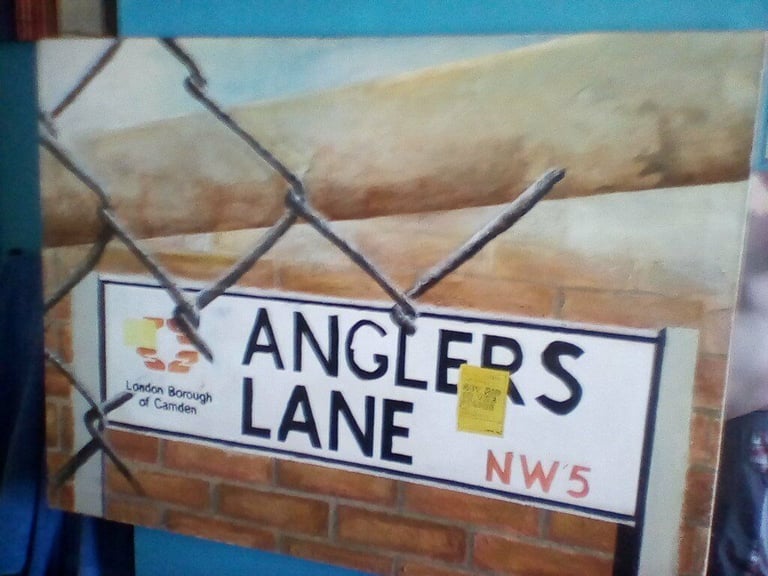 ANGLERS
LANE
London Borough
of Camden
NW5